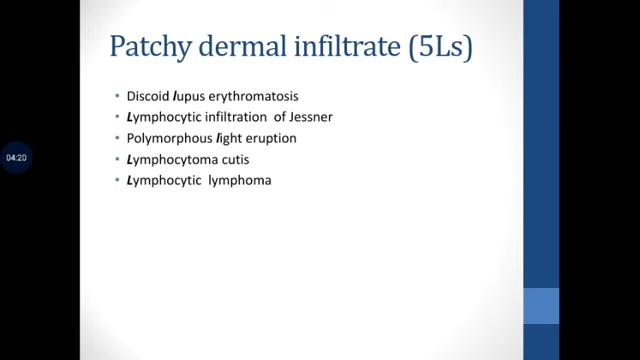 Patchy dermal infiltrate (5Ls)
• Discoid lupus erythromatosis
• Lymphocytic infiltration of Jessner
• Polymorphous light eruption
• Lymphocytoma cutis
• Lymphocytic lymphoma
04:20